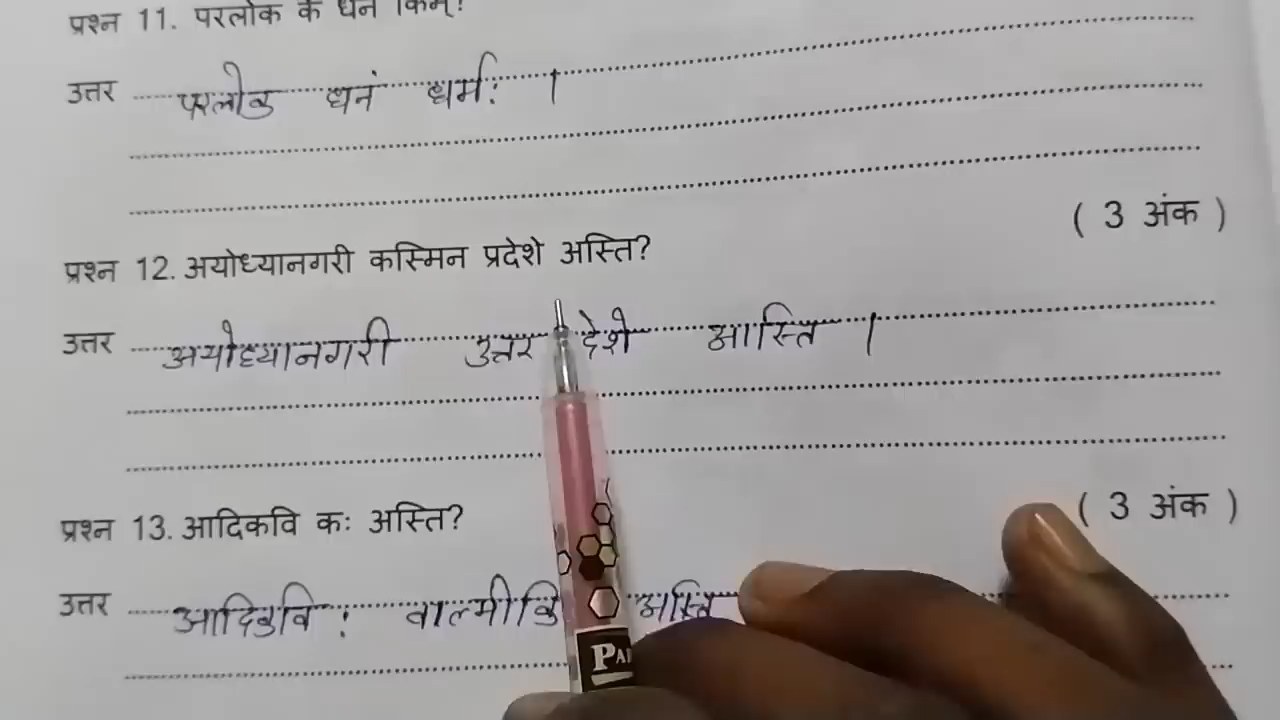 प्रश्न 11. परलोक के धनं किम्?
उत्तर परलोक धनं धर्मः ।
( 3 अंक )
प्रश्न 12. अयोध्यानगरी कस्मिन प्रदेशे अस्ति?
उत्तर अयोध्यानगरी उत्तर देशे आस्ति ।
( 3 अंक )
प्रश्न 13. आदिकवि कः अस्ति?
उत्तर आदिकवि : वाल्मीकि अस्ति